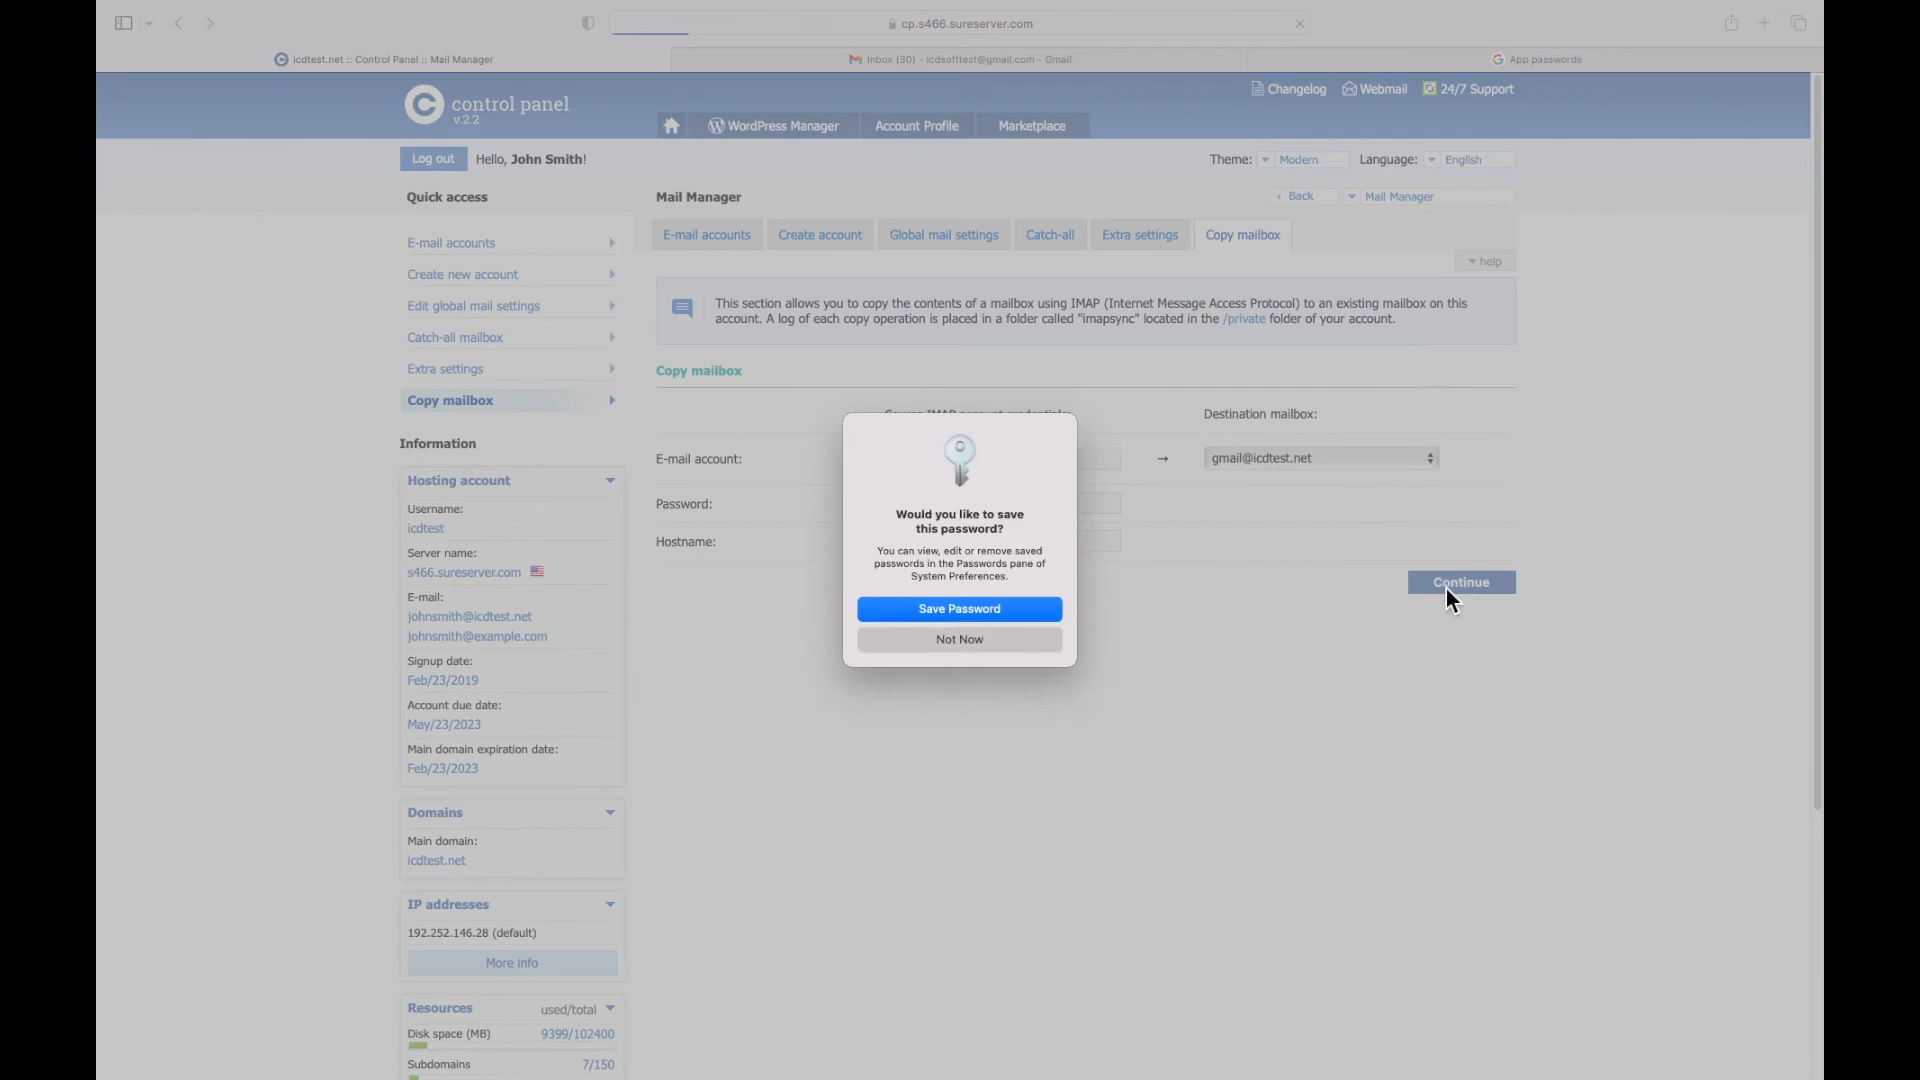 cp.s466.sureserver.com
icdtest.net :: Control Panel :: Mail Manager
Inbox (30) - icdsofttest@gmail.com - Gmail
App passwords
control panel
v.2.2
Changelog
Webmail
24/7 Support
WordPress Manager
Account Profile
Marketplace
Log out
Hello, John Smith!
Theme:
Modern
Language:
English
Quick access
E-mail accounts
Create new account
Edit global mail settings
Catch-all mailbox
Extra settings
Copy mailbox
Mail Manager
Back
Mail Manager
E-mail accounts
Create account
Global mail settings
Catch-all
Extra settings
Copy mailbox
help
This section allows you to copy the contents of a mailbox using IMAP (Internet Message Access Protocol) to an existing mailbox on this
account. A log of each copy operation is placed in a folder called "imapsync" located in the /private folder of your account.
Copy mailbox
Source IMAP account credentials:
Destination mailbox:
E-mail account:
→
gmail@icdtest.net
Password:
Hostname:
Continue
Would you like to save
this password?
You can view, edit or remove saved
passwords in the Passwords pane of
System Preferences.
Save Password
Not Now
Information
Hosting account
Username:
icdtest
Server name:
s466.sureserver.com
E-mail:
johnsmith@icdtest.net
johnsmith@example.com
Signup date:
Feb/23/2019
Account due date:
May/23/2023
Main domain expiration date:
Feb/23/2023
Domains
Main domain:
icdtest.net
IP addresses
192.252.146.28 (default)
More info
Resources
used/total
Disk space (MB)
9399/102400
Subdomains
7/150